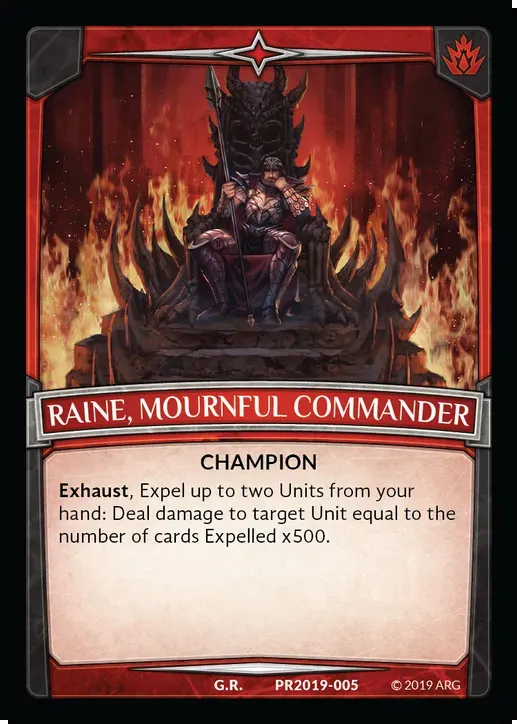 RAINE, MOURNFUL COMMANDER
CHAMPION
Exhaust, Expel up to two Units from your
hand: Deal damage to target Unit equal to the
number of cards Expelled x500.
G.R. PR2019-005 © 2019 ARG